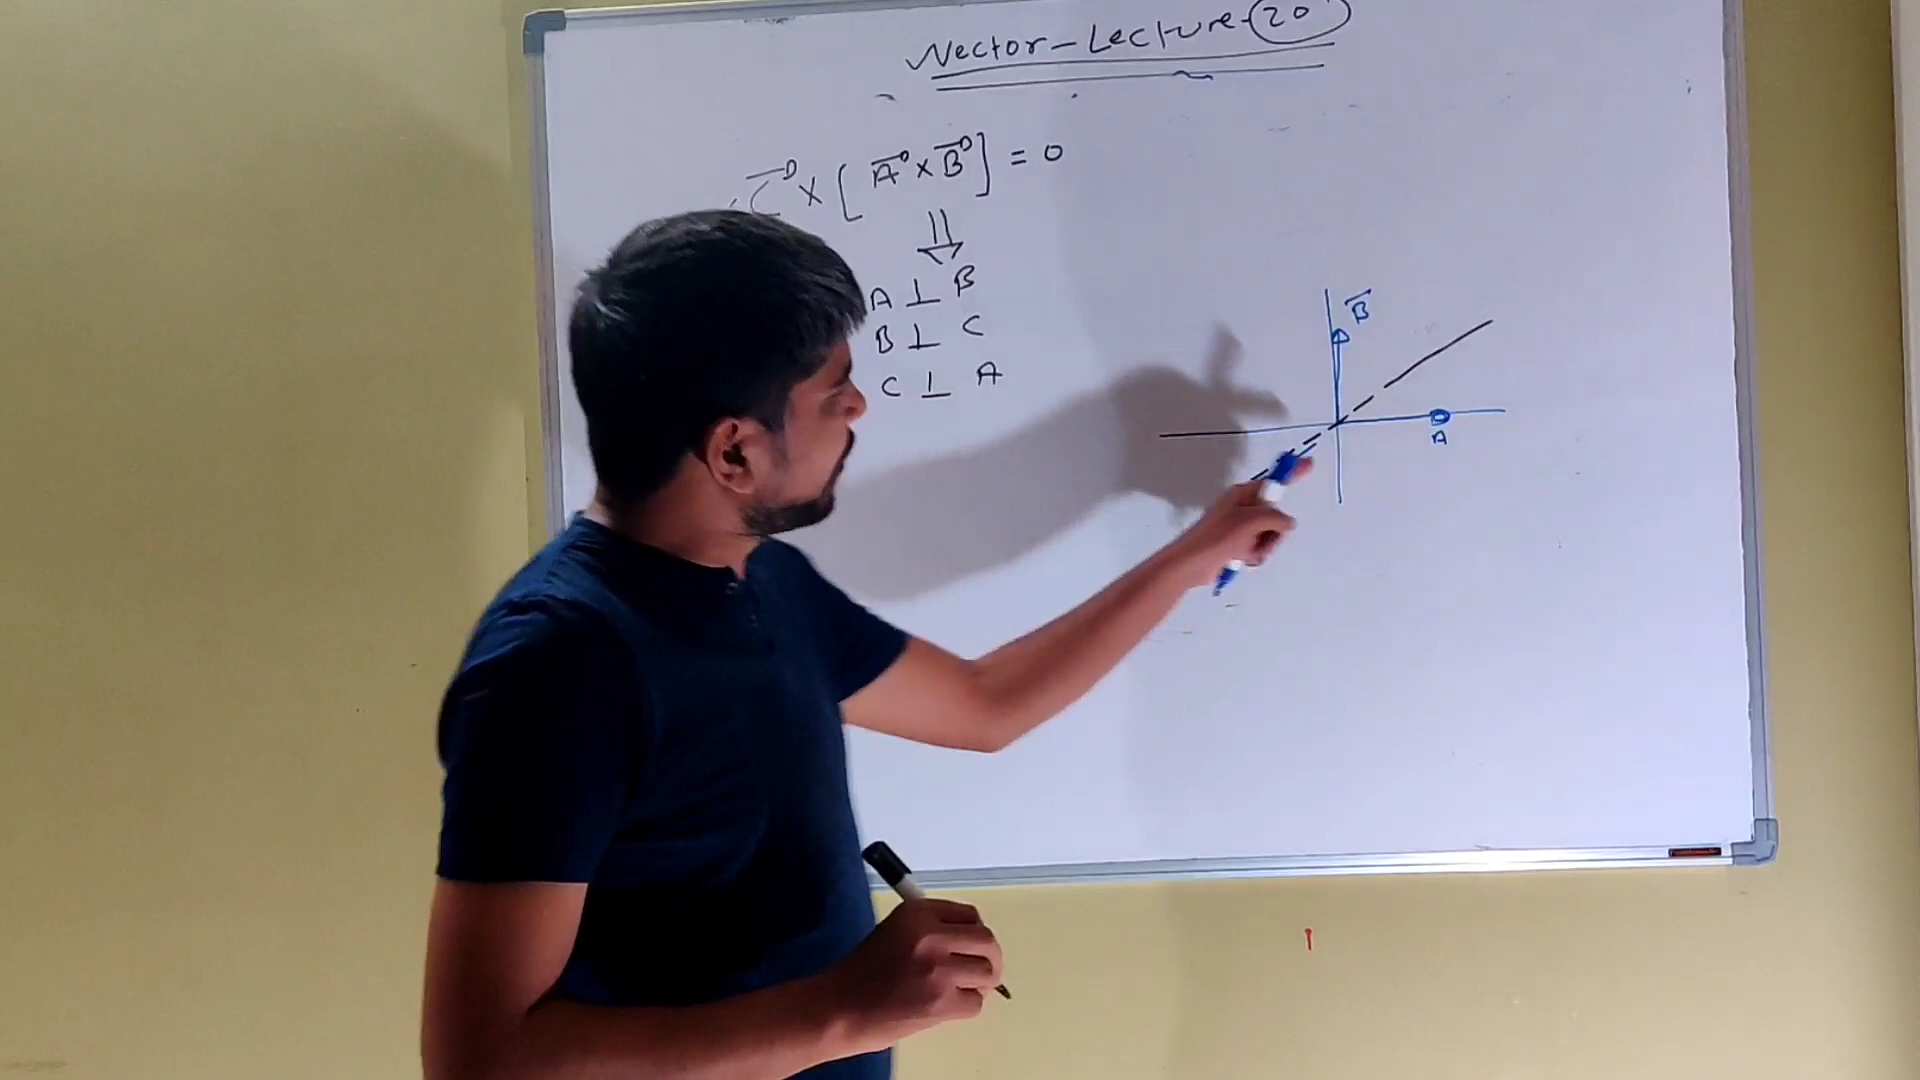 Vector-Lecture-20
C × [ A × B ] = 0
A ⊥ B
B ⊥ C
C ⊥ A
B
A